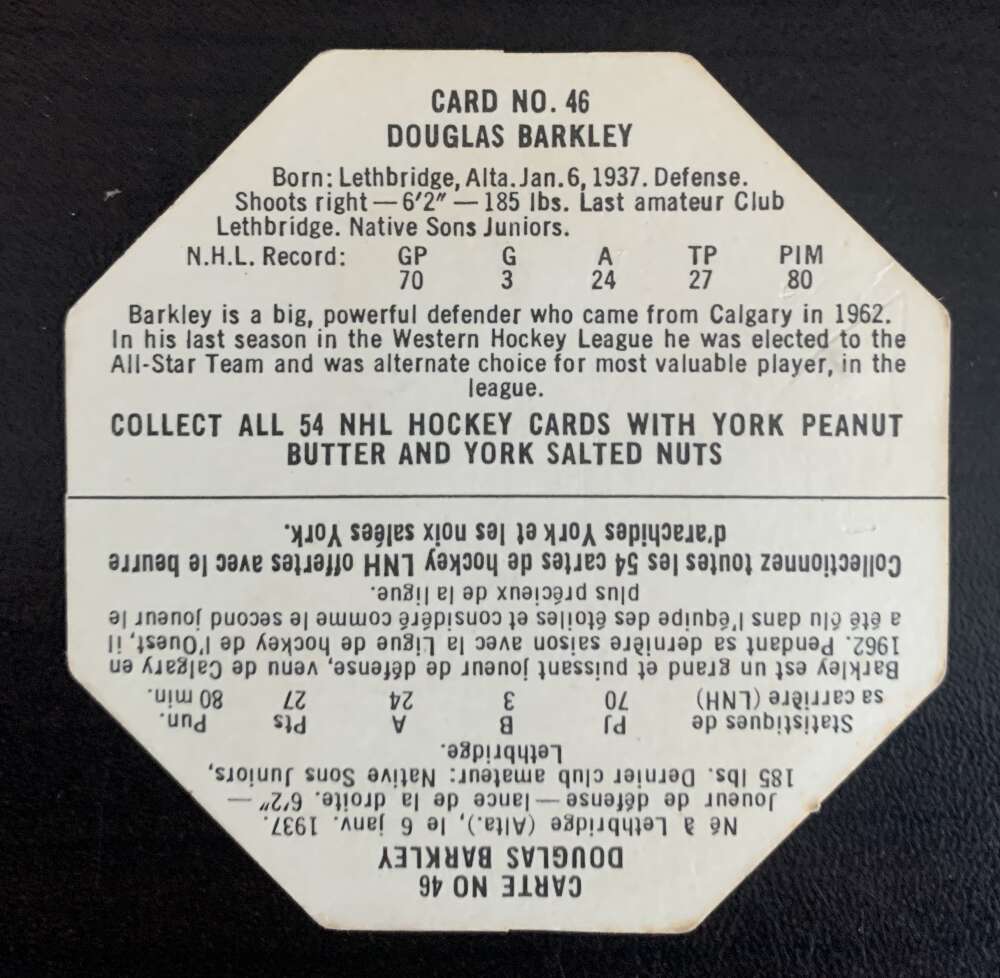 CARD NO. 46
DOUGLAS BARKLEY
Born: Lethbridge, Alta. Jan. 6, 1937. Defense.
Shoots right — 6'2" — 185 lbs. Last amateur Club
Lethbridge. Native Sons Juniors.
N.H.L. Record: GP G A TP PIM
70 3 24 27 80
Barkley is a big, powerful defender who came from Calgary in 1962.
In his last season in the Western Hockey League he was elected to the
All-Star Team and was alternate choice for most valuable player, in the
league.
COLLECT ALL 54 NHL HOCKEY CARDS WITH YORK PEANUT
BUTTER AND YORK SALTED NUTS
CARTE NO 46
DOUGLAS BARKLEY
Né à Lethbridge (Alta.), le 6 janv. 1937.
Joueur de défense — lance de la droite. 6'2" —
185 lbs. Dernier club amateur: Native Sons Juniors,
Lethbridge.
Statistiques de PJ B A Pts Pun.
sa carrière (LNH) 70 3 24 27 80 min.
Barkley est un grand et puissant joueur de défense, venu de Calgary en
1962. Pendant sa dernière saison avec la Ligue de hockey de l'Ouest, il
a été élu dans l'équipe des étoiles et considéré comme le second joueur le
plus précieux de la ligue.
Collectionnez toutes les 54 cartes de hockey LNH offertes avec le beurre
d'arachides York et les noix salées York.